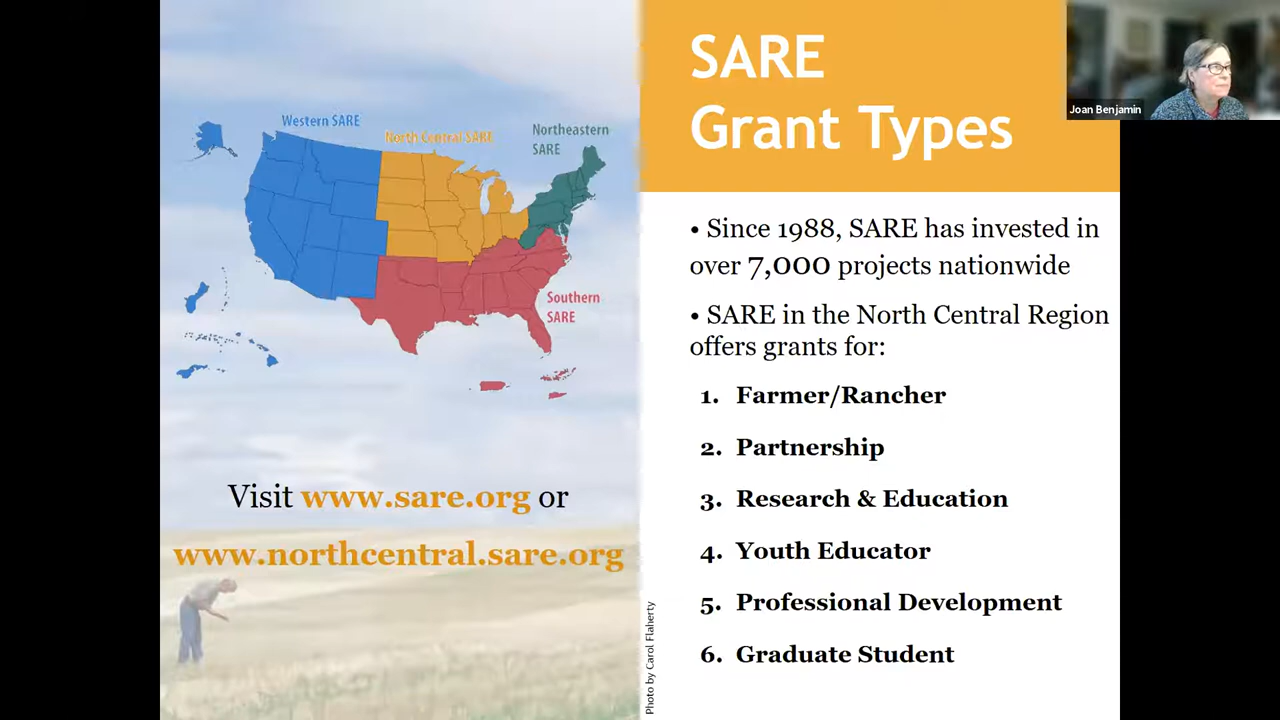 Western SARE
North Central SARE
Northeastern
SARE
Southern
SARE
Visit www.sare.org or
www.northcentral.sare.org
Photo by Carol Flaherty
SARE
Grant Types
• Since 1988, SARE has invested in
over 7,000 projects nationwide
• SARE in the North Central Region
offers grants for:
1. Farmer/Rancher
2. Partnership
3. Research & Education
4. Youth Educator
5. Professional Development
6. Graduate Student
Joan Benjamin